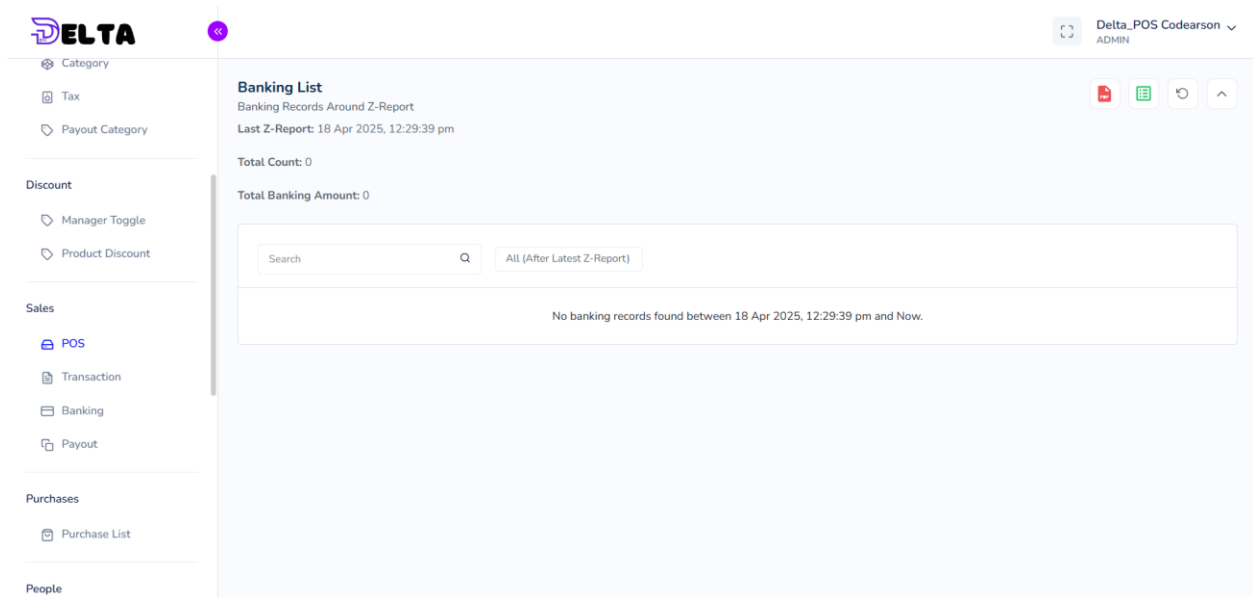 DELTA
Delta_POS Codearson
ADMIN
Category
Tax
Payout Category
Discount
Manager Toggle
Product Discount
Sales
POS
Transaction
Banking
Payout
Purchases
Purchase List
People
Banking List
Banking Records Around Z-Report
Last Z-Report: 18 Apr 2025, 12:29:39 pm
Total Count: 0
Total Banking Amount: 0
Search
All (After Latest Z-Report)
No banking records found between 18 Apr 2025, 12:29:39 pm and Now.